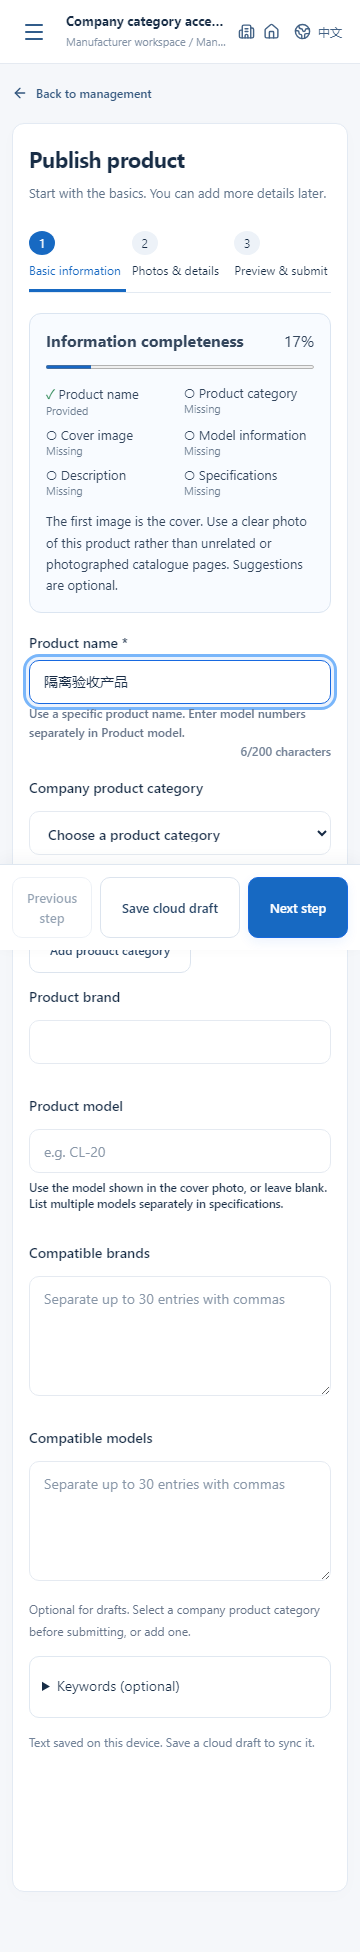 Company category acce...
Manufacturer workspace / Man...
中文
Back to management
Publish product
Start with the basics. You can add more details later.
1
2
3
Basic information
Photos & details
Preview & submit
Information completeness
17%
✓ Product name
Provided
○ Product category
Missing
○ Cover image
Missing
○ Model information
Missing
○ Description
Missing
○ Specifications
Missing
The first image is the cover. Use a clear photo
of this product rather than unrelated or
photographed catalogue pages. Suggestions
are optional.
Product name *
隔离验收产品
Use a specific product name. Enter model numbers
separately in Product model.
6/200 characters
Company product category
Choose a product category
Previous
step
Save cloud draft
Next step
Add product category
Product brand
Product model
e.g. CL-20
Use the model shown in the cover photo, or leave blank.
List multiple models separately in specifications.
Compatible brands
Separate up to 30 entries with commas
Compatible models
Separate up to 30 entries with commas
Optional for drafts. Select a company product category
before submitting, or add one.
Keywords (optional)
Text saved on this device. Save a cloud draft to sync it.